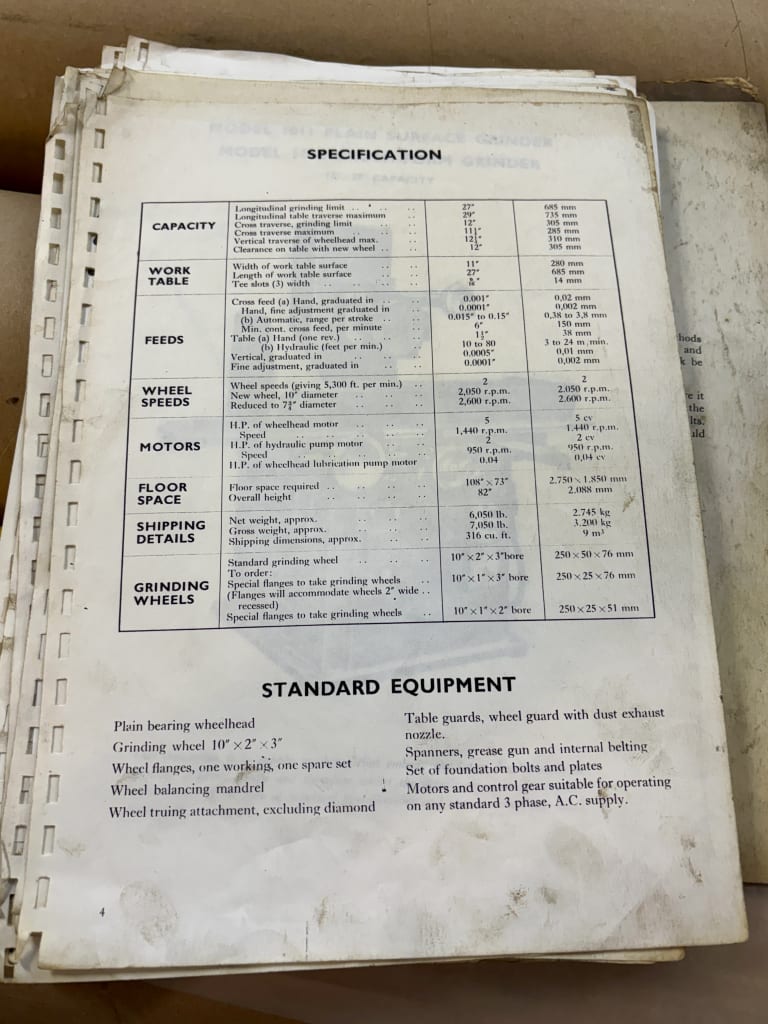 SPECIFICATION
CAPACITY
Longitudinal grinding limit .. .. .. 27″ 685 mm
Longitudinal table traverse maximum .. 29″ 735 mm
Cross traverse, grinding limit .. .. 12″ 305 mm
Cross traverse maximum .. .. .. 11¼″ 285 mm
Vertical traverse of wheelhead max. .. 12¼″ 310 mm
Clearance on table with new wheel .. .. 12″ 305 mm
WORK TABLE
Width of work table surface .. .. 11″ 280 mm
Length of work table surface .. .. 27″ 685 mm
Tee slots (3) width .. .. .. 14 mm
FEEDS
Cross feed (a) Hand, graduated in .. .. 0.001″ 0,02 mm
Hand, fine adjustment graduated in .. 0.0001″ 0,002 mm
(b) Automatic, range per stroke .. .. 0.015″ to 0.15″ 0,38 to 3,8 mm
Min. cont. cross feed, per minute .. 6″ 150 mm
Table (a) Hand (one rev.) .. .. 1½″ 38 mm
(b) Hydraulic (feet per min.) .. .. 10 to 80 3 to 24 m/min.
Vertical, graduated in .. .. .. 0.0005″ 0,01 mm
Fine adjustment, graduated in .. .. 0.0001″ 0,002 mm
WHEEL SPEEDS
Wheel speeds (giving 5,300 ft. per min.) .. 2 2
New wheel, 10″ diameter .. .. .. 2,050 r.p.m. 2.050 r.p.m.
Reduced to 7¾″ diameter .. .. .. 2,600 r.p.m. 2.600 r.p.m.
MOTORS
H.P. of wheelhead motor .. .. .. 5 5 cv
Speed .. .. .. .. 1,440 r.p.m. 1.440 r.p.m.
H.P. of hydraulic pump motor .. .. 2 2 cv
Speed .. .. .. .. 950 r.p.m. 950 r.p.m.
H.P. of wheelhead lubrication pump motor 0.04 0,04 cv
FLOOR SPACE
Floor space required .. .. .. .. 108″ × 73″ 2.750 × 1.850 mm
Overall height .. .. .. .. 82″ 2.088 mm
SHIPPING DETAILS
Net weight, approx. .. .. .. 6,050 lb. 2.745 kg
Gross weight, approx. .. .. .. 7,050 lb. 3.200 kg
Shipping dimensions, approx. .. .. 316 cu. ft. 9 m³
GRINDING WHEELS
Standard grinding wheel .. .. .. 10″ × 2″ × 3″ bore 250 × 50 × 76 mm
To order:
Special flanges to take grinding wheels .. 10″ × 1″ × 3″ bore 250 × 25 × 76 mm
(Flanges will accommodate wheels 2″ wide ..
recessed)
Special flanges to take grinding wheels .. 10″ × 1″ × 2″ bore 250 × 25 × 51 mm
STANDARD EQUIPMENT
Plain bearing wheelhead
Grinding wheel 10″ × 2″ × 3″
Wheel flanges, one working, one spare set
Wheel balancing mandrel
Wheel truing attachment, excluding diamond
Table guards, wheel guard with dust exhaust
nozzle.
Spanners, grease gun and internal belting
Set of foundation bolts and plates
Motors and control gear suitable for operating
on any standard 3 phase, A.C. supply.
4
and
be
it
the